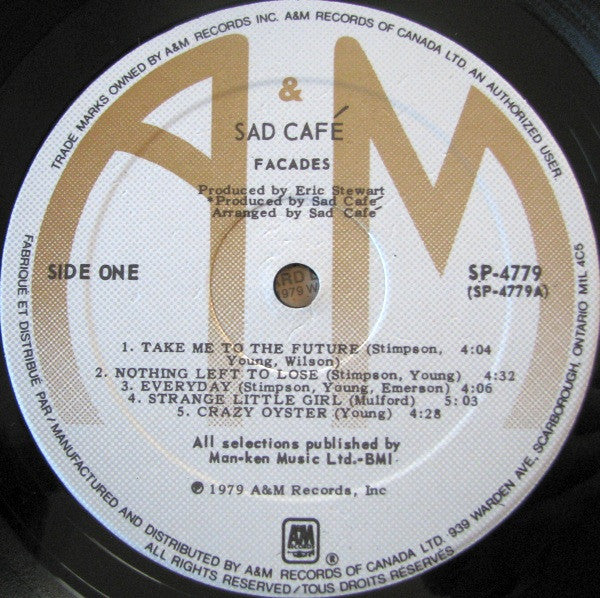 TRADE MARKS OWNED BY A&M RECORDS INC. A&M RECORDS OF CANADA LTD. AN AUTHORIZED USER.
&
SAD CAFÉ
FACADES
Produced by Eric Stewart
*Produced by Sad Café
Arranged by Sad Café
SIDE ONE
SP-4779
(SP-4779A)
1. TAKE ME TO THE FUTURE (Stimpson, 4:04
Young, Wilson)
2. NOTHING LEFT TO LOSE (Stimpson, Young) 4:32
3. EVERYDAY (Stimpson, Young, Emerson) 4:06
4. STRANGE LITTLE GIRL (Mulford) 5:03
5. CRAZY OYSTER (Young) 4:28
All selections published by
Man-ken Music Ltd.-BMI
℗ 1979 A&M Records, Inc
A&M
RECORDS
®
FABRIQUÉ ET DISTRIBUÉ PAR/MANUFACTURED AND DISTRIBUTED BY A&M RECORDS OF CANADA LTD. 939 WARDEN AVE, SCARBOROUGH, ONTARIO M1L 4C5
ALL RIGHTS RESERVED/TOUS DROITS RÉSERVÉS